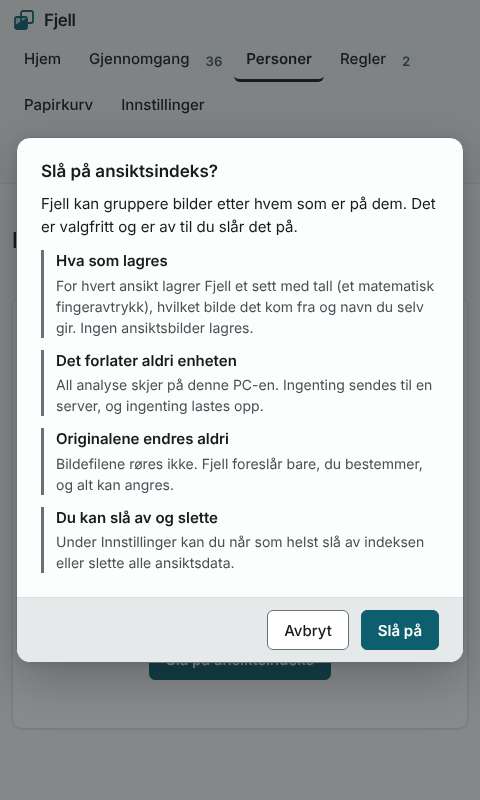 Fjell
Hjem Gjennomgang 36 Personer Regler 2
Papirkurv Innstillinger
Slå på ansiktsindeks?
Fjell kan gruppere bilder etter hvem som er på dem. Det
er valgfritt og er av til du slår det på.
Hva som lagres
For hvert ansikt lagrer Fjell et sett med tall (et matematisk
fingeravtrykk), hvilket bilde det kom fra og navn du selv
gir. Ingen ansiktsbilder lagres.
Det forlater aldri enheten
All analyse skjer på denne PC-en. Ingenting sendes til en
server, og ingenting lastes opp.
Originalene endres aldri
Bildefilene røres ikke. Fjell foreslår bare, du bestemmer,
og alt kan angres.
Du kan slå av og slette
Under Innstillinger kan du når som helst slå av indeksen
eller slette alle ansiktsdata.
Avbryt Slå på